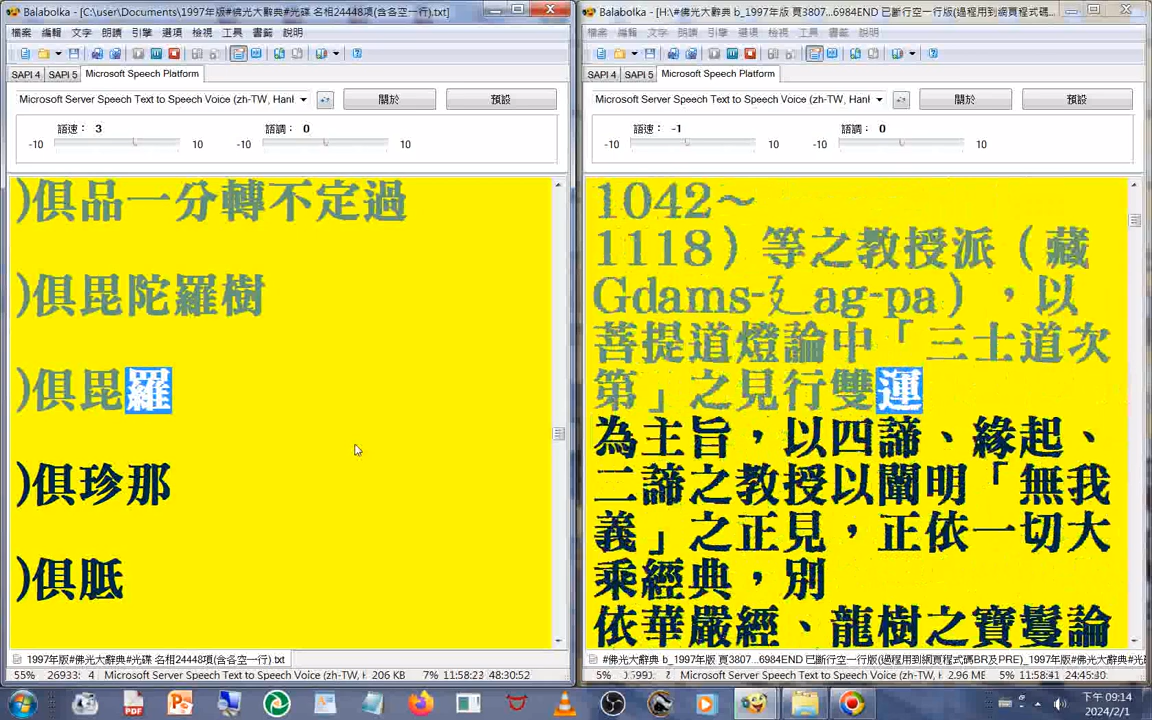 Balabolka - [C:\user\Documents\1997年版#佛光大辭典#光碟 名相24448項(含各空一行).txt]
檔案 編輯 文字 朗讀 引擎 選項 檢視 工具 書籤 說明
SAPI 4 SAPI 5 Microsoft Speech Platform
Microsoft Server Speech Text to Speech Voice (zh-TW, Hanl
關於 預設
語速： 3 語調： 0
-10 10 -10 10
)俱品一分轉不定過
)俱毘陀羅樹
)俱毘羅
)俱珍那
)俱胝
1997年版#佛光大辭典#光碟 名相24448項(含各空一行).txt
55% 26933: 4 Microsoft Server Speech Text to Speech Voice (zh-TW, H 206 KB 7% 11:58:23 48:30:52
Balabolka - [H:\#佛光大辭典 b_1997年版 頁3807...6984END 已斷行空一行版(過程用到網頁程式碼...
檔案 編輯 文字 朗讀 引擎 選項 檢視 工具 書籤 說明
SAPI 4 SAPI 5 Microsoft Speech Platform
Microsoft Server Speech Text to Speech Voice (zh-TW, Hanl
關於 預設
語速： -1 語調： 0
-10 10 -10 10
1042～
1118）等之教授派（藏
Gdams-廴ag-pa），以
菩提道燈論中「三士道次
第」之見行雙運
為主旨，以四諦、緣起、
二諦之教授以闡明「無我
義」之正見，正依一切大
乘經典，別
依華嚴經、龍樹之寶鬘論
#佛光大辭典 b_1997年版 頁3807...6984END 已斷行空一行版(過程用到網頁程式碼BR及PRE)_1997年版#光
5% Microsoft Server Speech Text to Speech Voice (zh-TW, H 2.96 ME 5% 11:58:41 24:45:40
下午 09:14
2024/2/1